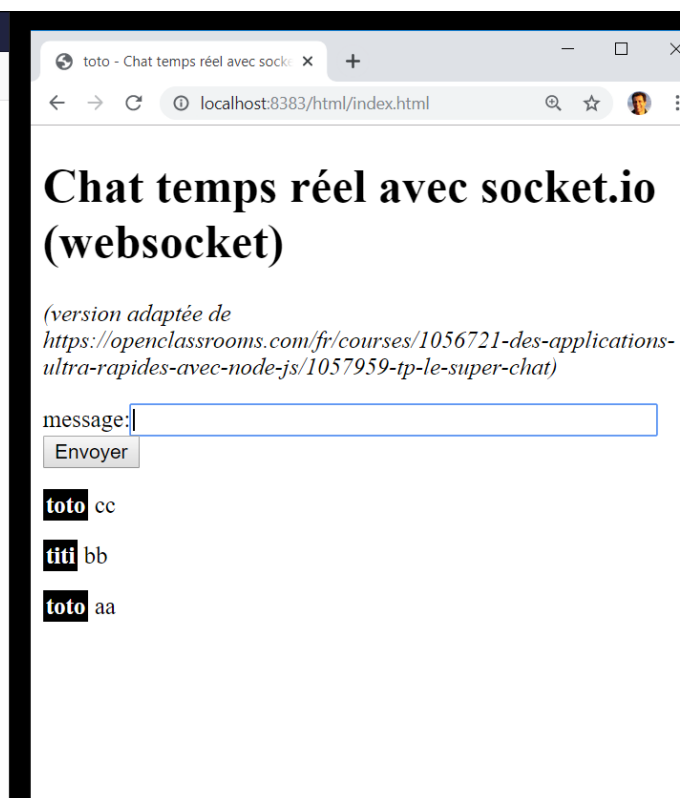 toto - Chat temps réel avec socke
localhost:8383/html/index.html
Chat temps réel avec socket.io
(websocket)
(version adaptée de
https://openclassrooms.com/fr/courses/1056721-des-applications-
ultra-rapides-avec-node-js/1057959-tp-le-super-chat)
message:
Envoyer
toto cc
titi bb
toto aa